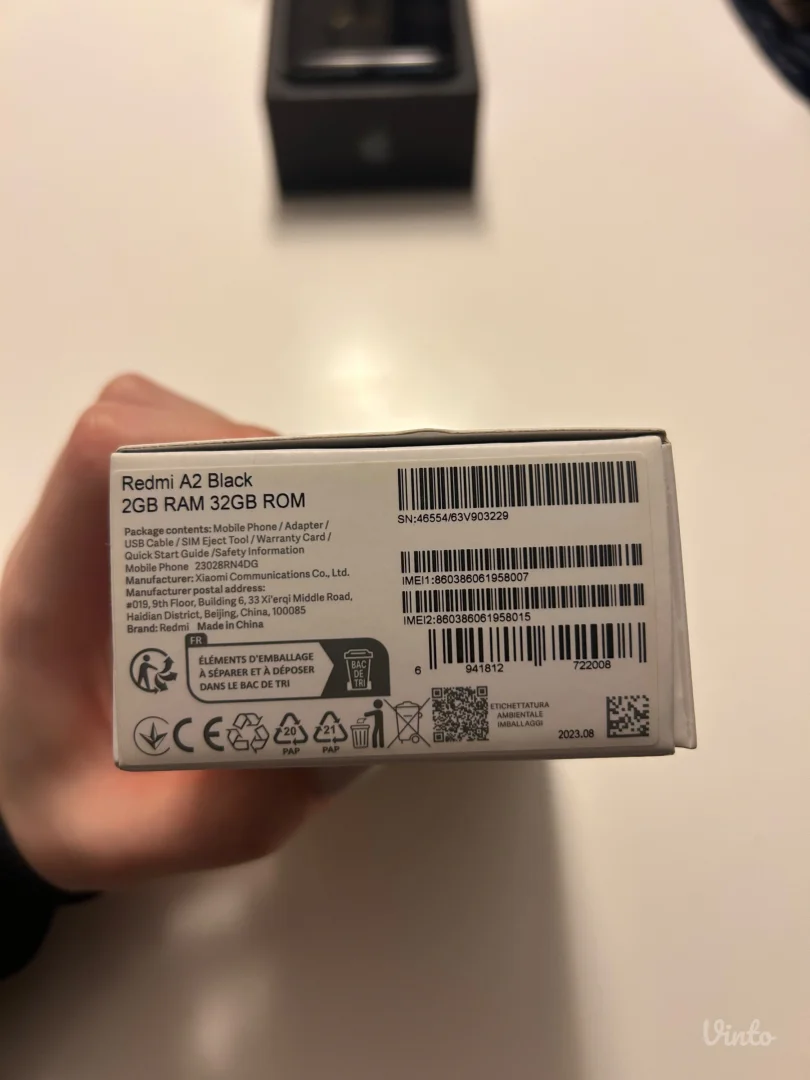 Redmi A2 Black
2GB RAM 32GB ROM
Package contents: Mobile Phone / Adapter /
USB Cable / SIM Eject Tool / Warranty Card /
Quick Start Guide /Safety Information
Mobile Phone 23028RN4DG
Manufacturer: Xiaomi Communications Co., Ltd.
Manufacturer postal address:
#019, 9th Floor, Building 6, 33 Xi'erqi Middle Road,
Haidian District, Beijing, China, 100085
Brand: Redmi Made in China
SN:46554/63V903229
IMEI1:860386061958007
IMEI2:860386061958015
6 941812 722008
FR
ÉLÉMENTS D'EMBALLAGE
À SÉPARER ET À DÉPOSER
DANS LE BAC DE TRI
BAC
DE
TRI
CE
20
PAP
21
PAP
ETICHETTATURA
AMBIENTALE
IMBALLAGGI
2023.08
Vinto